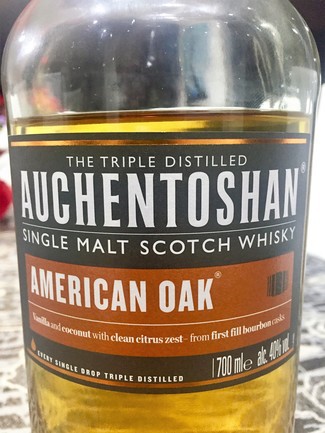 THE TRIPLE DISTILLED
AUCHENTOSHAN®
SINGLE MALT SCOTCH WHISKY
AMERICAN OAK®
Vanilla and coconut with clean citrus zest – from first fill bourbon casks.
700 ml e alc. 40% vol.
EVERY SINGLE DROP TRIPLE DISTILLED